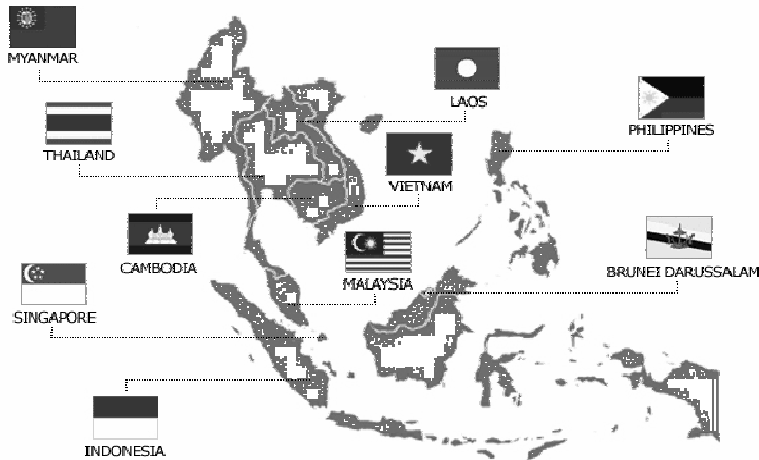 MYANMAR
LAOS
PHILIPPINES
THAILAND
VIETNAM
CAMBODIA
MALAYSIA
BRUNEI DARUSSALAM
SINGAPORE
INDONESIA